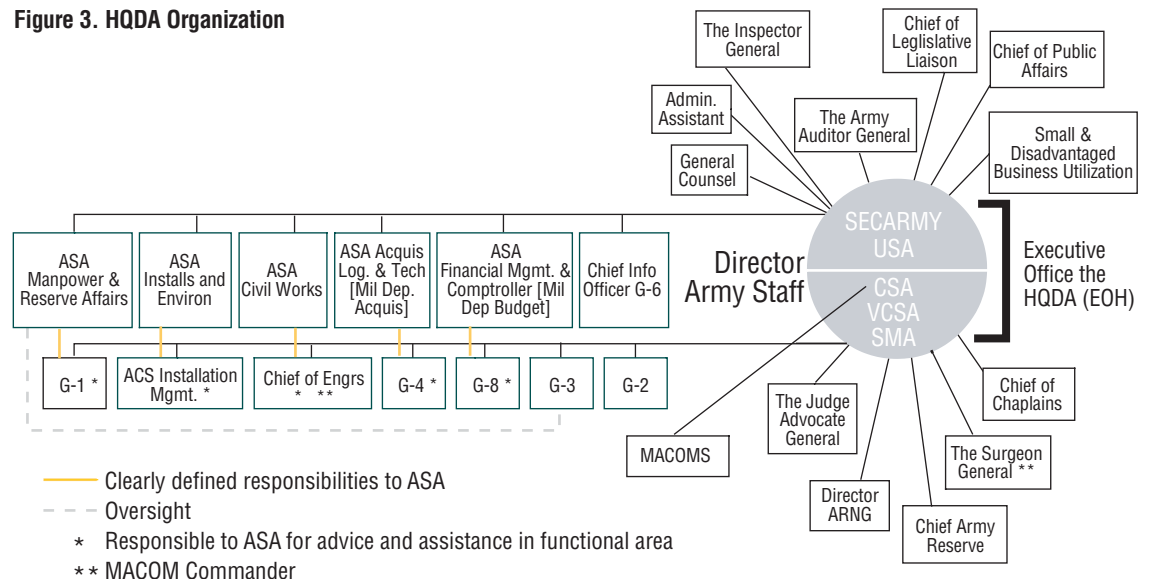 Figure 3. HQDA Organization
The Inspector
General
Chief of
Leglislative
Liaison
Chief of Public
Affairs
Admin.
Assistant
The Army
Auditor General
Small &
Disadvantaged
Business Utilization
General
Counsel
SECARMY
USA
Director
Army Staff
CSA
VCSA
SMA
Executive
Office the
HQDA (EOH)
ASA
Manpower &
Reserve Affairs
ASA
Installs and
Environ
ASA
Civil Works
ASA Acquis
Log. & Tech
[Mil Dep.
Acquis]
ASA
Financial Mgmt. &
Comptroller [Mil
Dep Budget]
Chief Info
Officer G-6
G-1 *
ACS Installation
Mgmt. *
Chief of Engrs
* **
G-4 *
G-8 *
G-3
G-2
MACOMS
The Judge
Advocate
General
Director
ARNG
Chief Army
Reserve
The Surgeon
General **
Chief of
Chaplains
Clearly defined responsibilities to ASA
Oversight
* Responsible to ASA for advice and assistance in functional area
** MACOM Commander